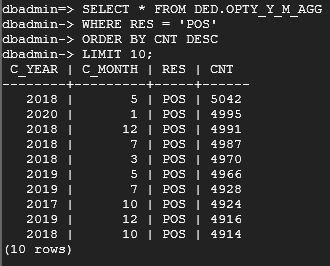 dbadmin=> SELECT * FROM DED.OPTY_Y_M_AGG
dbadmin-> WHERE RES = 'POS'
dbadmin-> ORDER BY CNT DESC
dbadmin-> LIMIT 10;
 C_YEAR | C_MONTH | RES | CNT
--------+---------+-----+------
   2018 |       5 | POS | 5042
   2020 |       1 | POS | 4995
   2018 |      12 | POS | 4991
   2018 |       7 | POS | 4987
   2018 |       3 | POS | 4970
   2019 |       5 | POS | 4966
   2019 |       7 | POS | 4928
   2017 |      10 | POS | 4924
   2019 |      12 | POS | 4916
   2018 |      10 | POS | 4914
(10 rows)